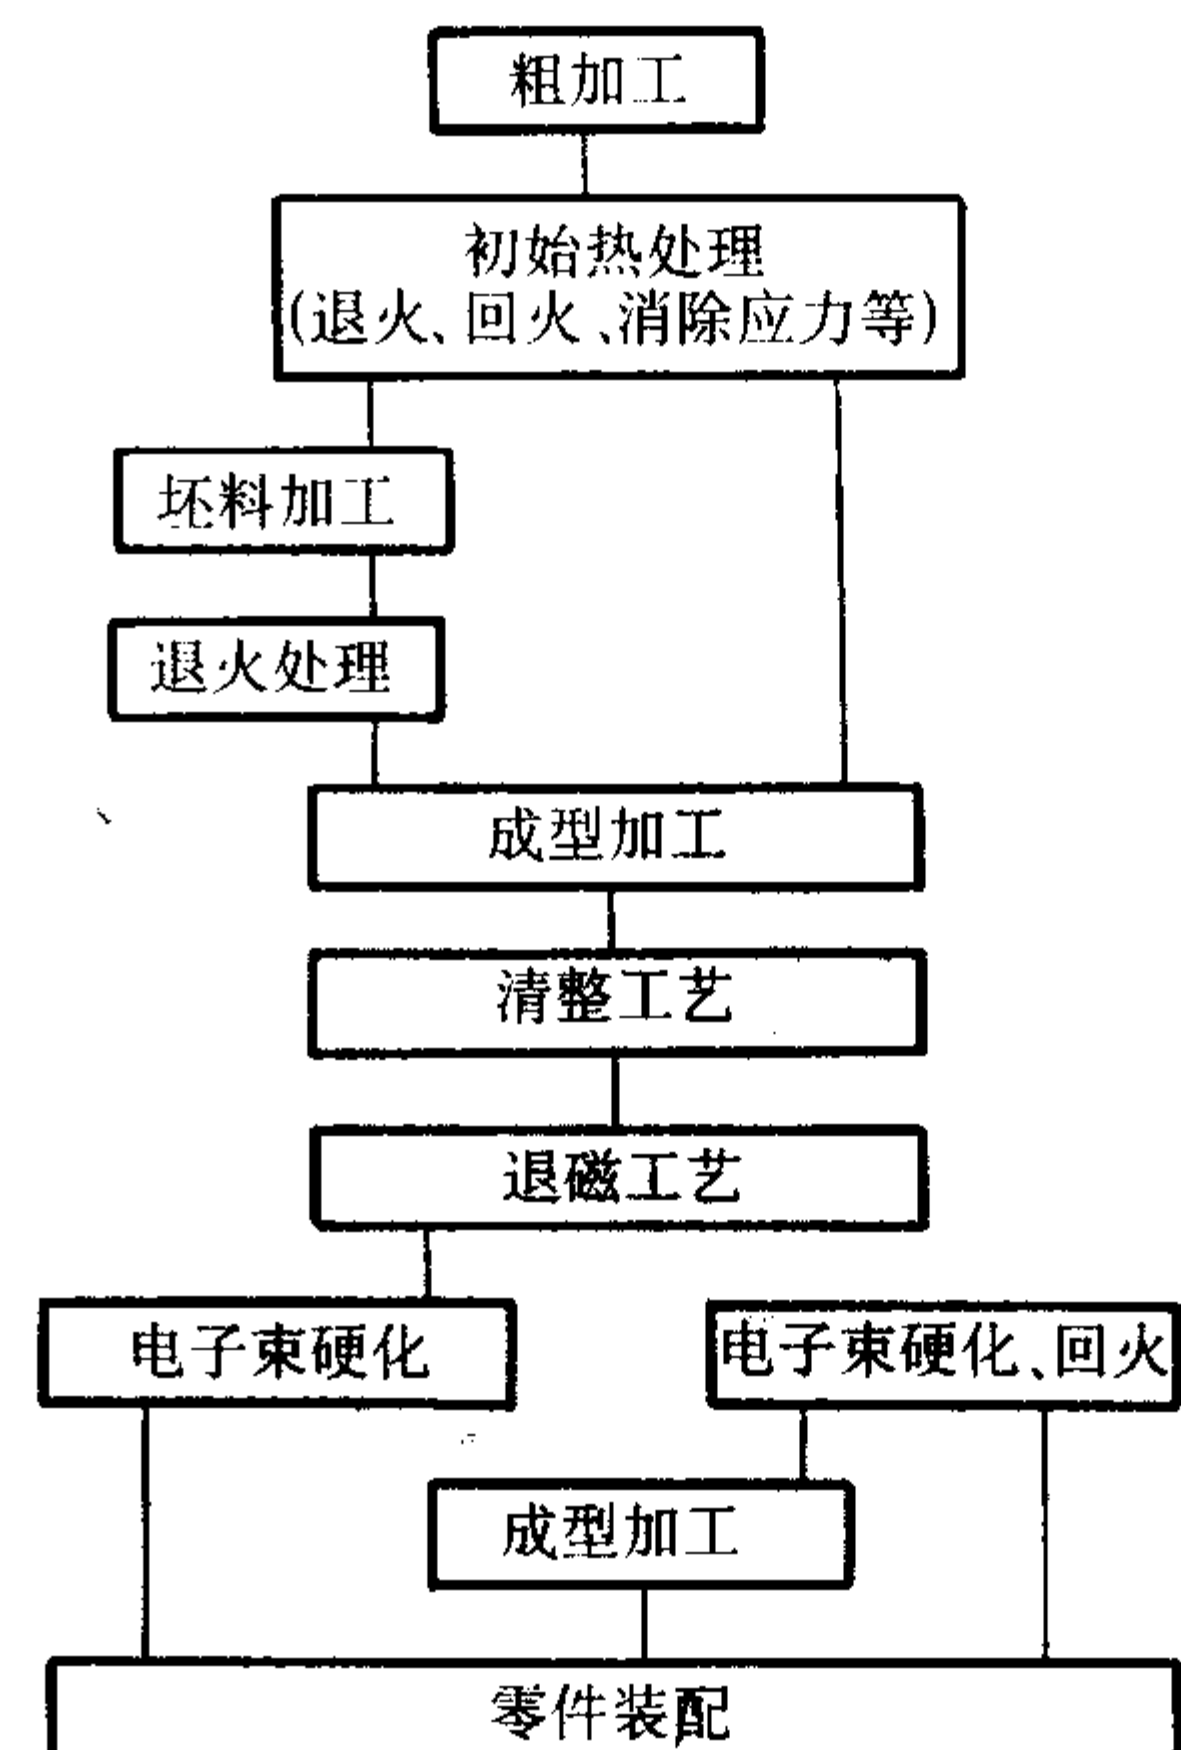 粗加工
初始热处理
(退火、回火、消除应力等)
坯料加工
退火处理
成型加工
清整工艺
退磁工艺
电子束硬化
电子束硬化、回火
成型加工
零件装配